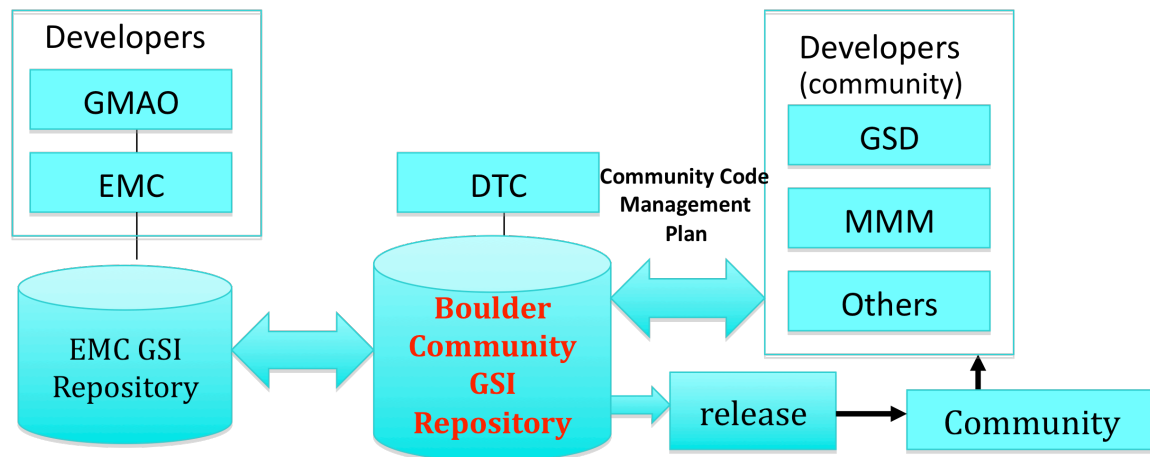 Developers
GMAO
EMC
EMC GSI
Repository
DTC
Boulder
Community
GSI
Repository
Community Code
Management
Plan
Developers
(community)
GSD
MMM
Others
release
Community